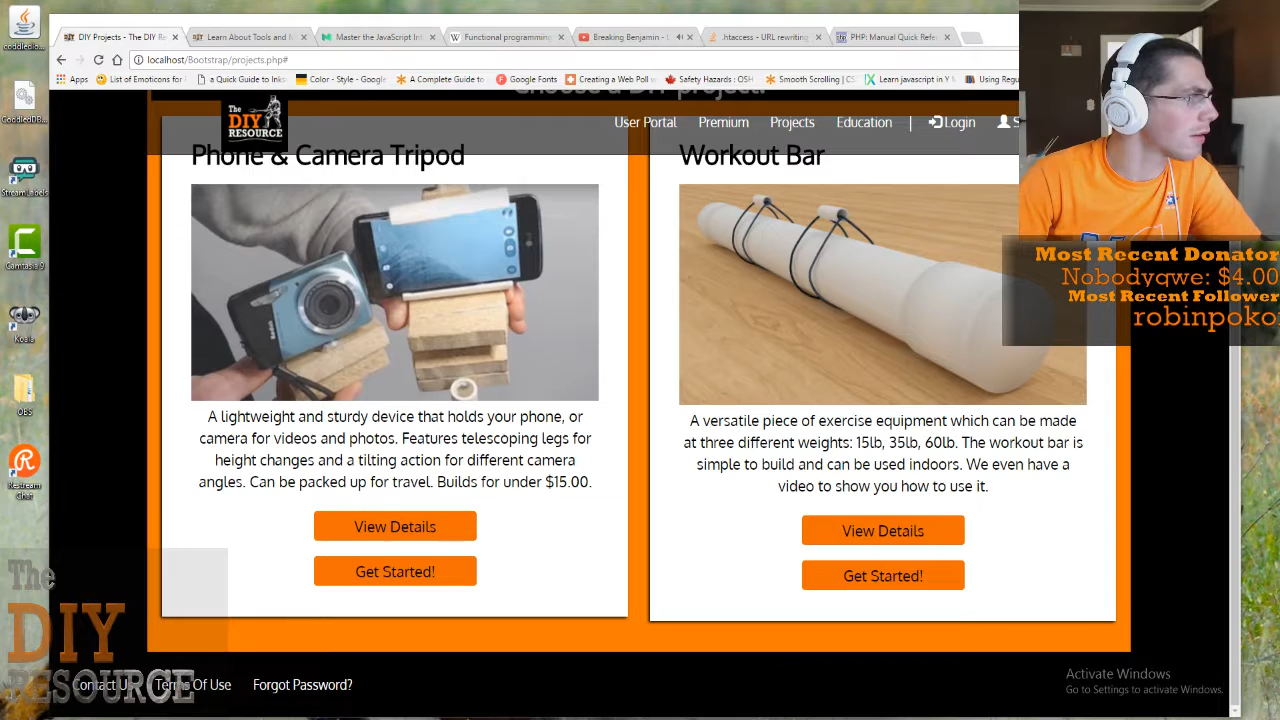 DIY Projects - The DIY Re
Learn About Tools and M
Master the JavaScript Int
Functional programming
Breaking Benjamin - L
.htaccess - URL rewriting
PHP: Manual Quick Refe
localhost/Bootstrap/projects.php#
Apps
List of Emoticons for
a Quick Guide to Inks
Color - Style - Google
A Complete Guide to
Google Fonts
Creating a Web Poll w
Safety Hazards : OSH
Smooth Scrolling | CS
Learn javascript in Y M
Using Regu
Choose a DIY project:
The
DIY
RESOURCE
User Portal
Premium
Projects
Education
|
Login
S
Phone & Camera Tripod
A lightweight and sturdy device that holds your phone, or
camera for videos and photos. Features telescoping legs for
height changes and a tilting action for different camera
angles. Can be packed up for travel. Builds for under $15.00.
View Details
Get Started!
Workout Bar
A versatile piece of exercise equipment which can be made
at three different weights: 15lb, 35lb, 60lb. The workout bar is
simple to build and can be used indoors. We even have a
video to show you how to use it.
View Details
Get Started!
Most Recent Donator
Nobodyqwe: $4.00
Most Recent Follower
robinpoko
StreamLabels
Camtasia 9
Koala
OBS
Restream
Chat
The
DIY
RESOURCE
Contact U
Terms Of Use
Forgot Password?
Activate Windows
Go to Settings to activate Windows.